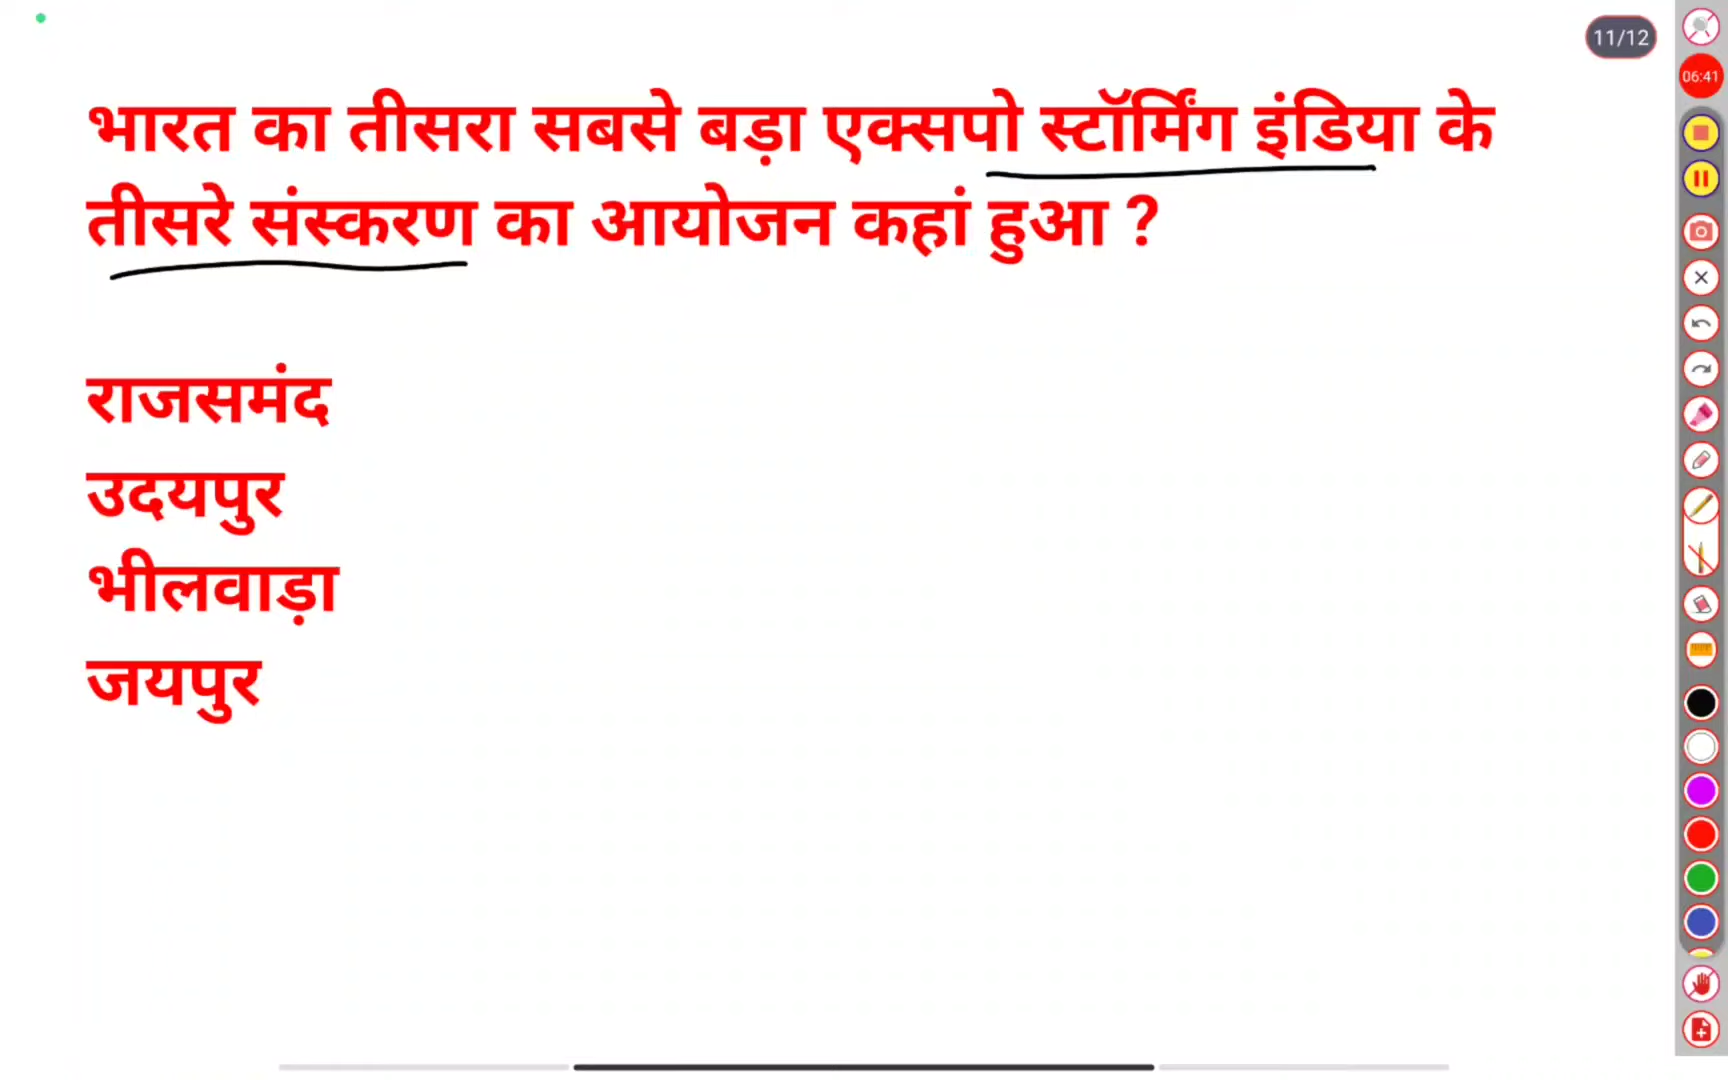 11/12
06:41
भारत का तीसरा सबसे बड़ा एक्सपो स्टॉर्मिंग इंडिया के
तीसरे संस्करण का आयोजन कहां हुआ ?
राजसमंद
उदयपुर
भीलवाड़ा
जयपुर